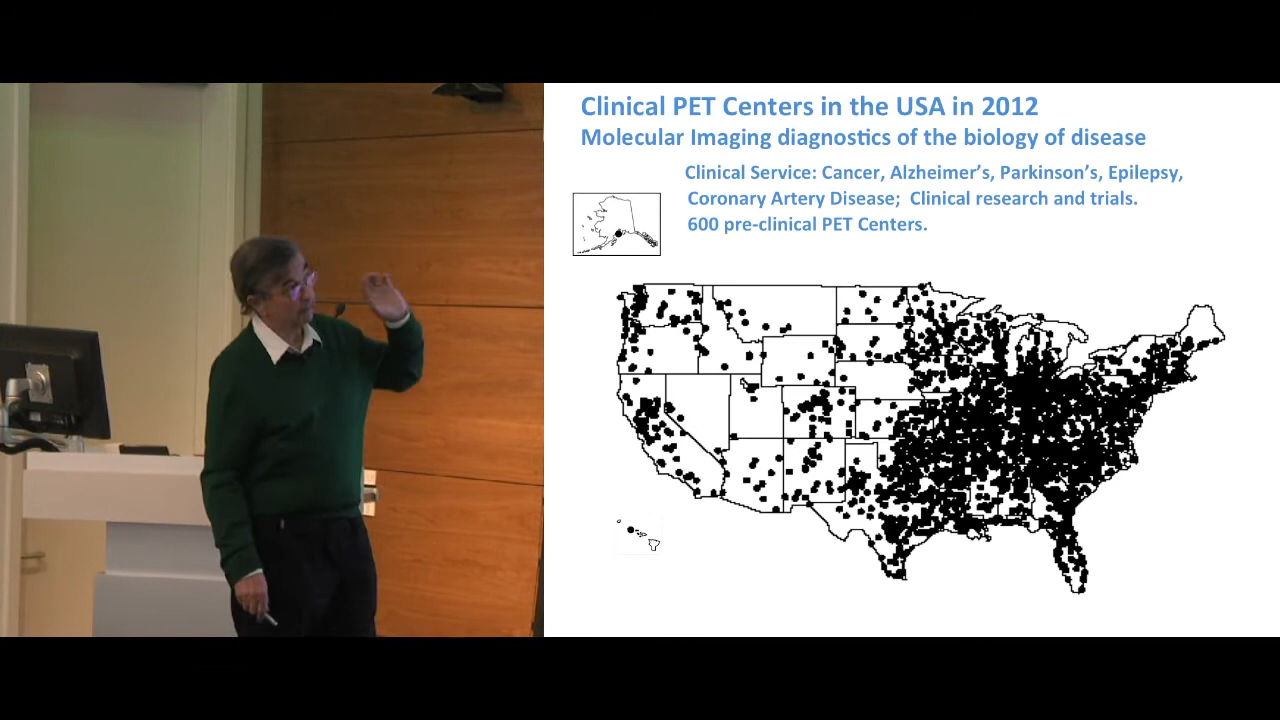 Clinical PET Centers in the USA in 2012
Molecular Imaging diagnostics of the biology of disease
Clinical Service: Cancer, Alzheimer’s, Parkinson’s, Epilepsy,
Coronary Artery Disease; Clinical research and trials.
600 pre-clinical PET Centers.